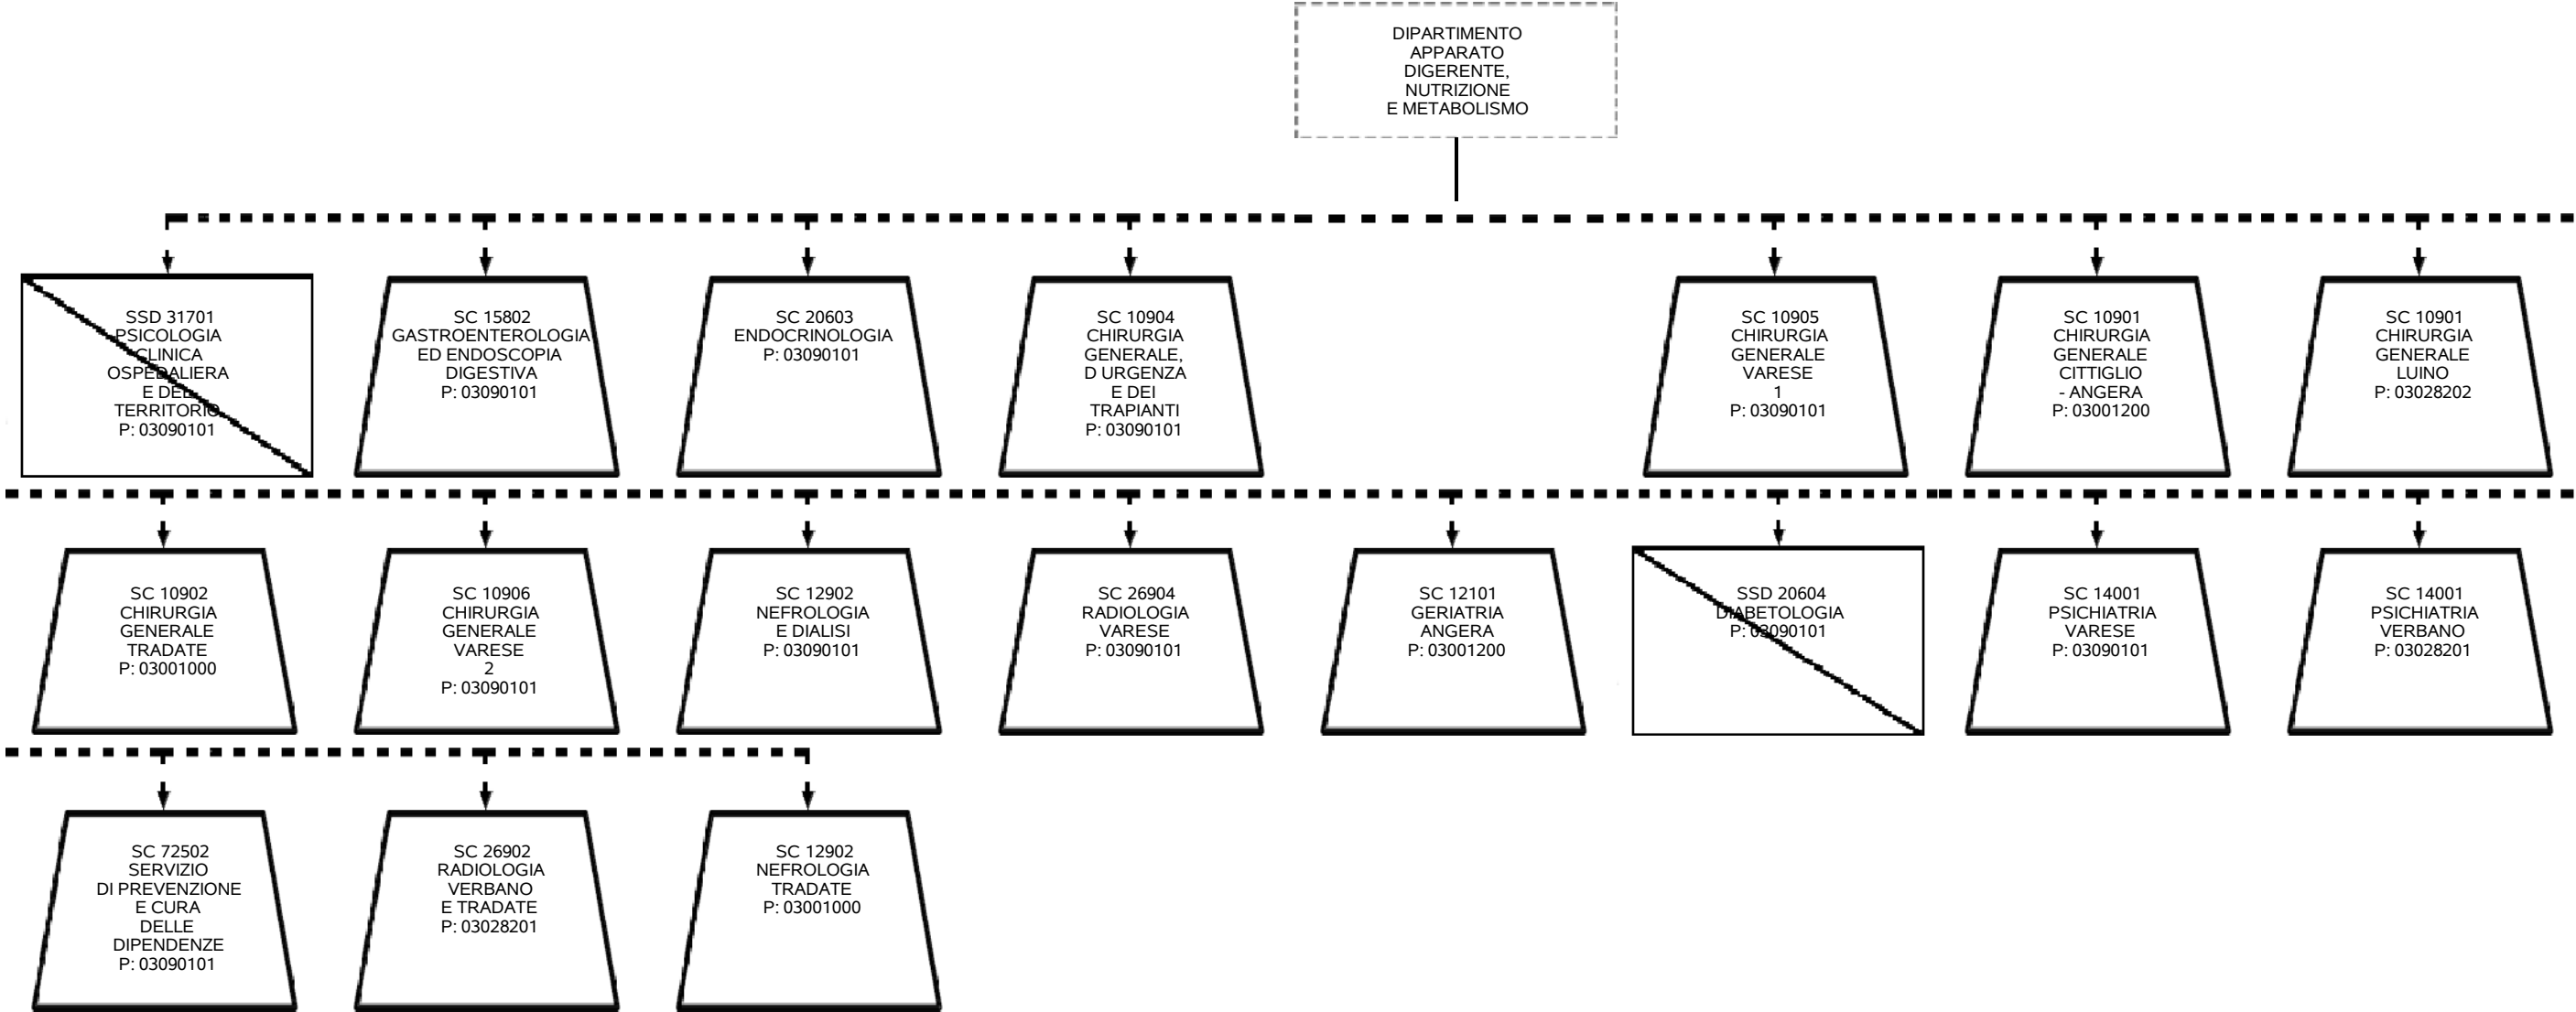 DIPARTIMENTO
APPARATO
DIGERENTE,
NUTRIZIONE
E METABOLISMO
SSD 31701
PSICOLOGIA
CLINICA
OSPEDALIERA
E DEL
TERRITORIO
P: 03090101
SC 15802
GASTROENTEROLOGIA
ED ENDOSCOPIA
DIGESTIVA
P: 03090101
SC 20603
ENDOCRINOLOGIA
P: 03090101
SC 10904
CHIRURGIA
GENERALE,
D URGENZA
E DEI
TRAPIANTI
P: 03090101
SC 10905
CHIRURGIA
GENERALE
VARESE
1
P: 03090101
SC 10901
CHIRURGIA
GENERALE
CITTIGLIO
- ANGERA
P: 03001200
SC 10901
CHIRURGIA
GENERALE
LUINO
P: 03028202
SC 10902
CHIRURGIA
GENERALE
TRADATE
P: 03001000
SC 10906
CHIRURGIA
GENERALE
VARESE
2
P: 03090101
SC 12902
NEFROLOGIA
E DIALISI
P: 03090101
SC 26904
RADIOLOGIA
VARESE
P: 03090101
SC 12101
GERIATRIA
ANGERA
P: 03001200
SSD 20604
DIABETOLOGIA
P: 03090101
SC 14001
PSICHIATRIA
VARESE
P: 03090101
SC 14001
PSICHIATRIA
VERBANO
P: 03028201
SC 72502
SERVIZIO
DI PREVENZIONE
E CURA
DELLE
DIPENDENZE
P: 03090101
SC 26902
RADIOLOGIA
VERBANO
E TRADATE
P: 03028201
SC 12902
NEFROLOGIA
TRADATE
P: 03001000